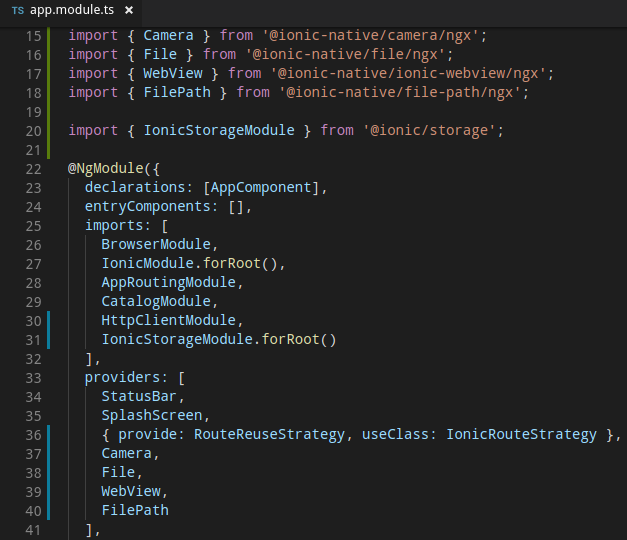 TS app.module.ts ×
15 import { Camera } from '@ionic-native/camera/ngx';
16 import { File } from '@ionic-native/file/ngx';
17 import { WebView } from '@ionic-native/ionic-webview/ngx';
18 import { FilePath } from '@ionic-native/file-path/ngx';
19
20 import { IonicStorageModule } from '@ionic/storage';
21
22 @NgModule({
23   declarations: [AppComponent],
24   entryComponents: [],
25   imports: [
26     BrowserModule,
27     IonicModule.forRoot(),
28     AppRoutingModule,
29     CatalogModule,
30     HttpClientModule,
31     IonicStorageModule.forRoot()
32   ],
33   providers: [
34     StatusBar,
35     SplashScreen,
36     { provide: RouteReuseStrategy, useClass: IonicRouteStrategy },
37     Camera,
38     File,
39     WebView,
40     FilePath
41   ],